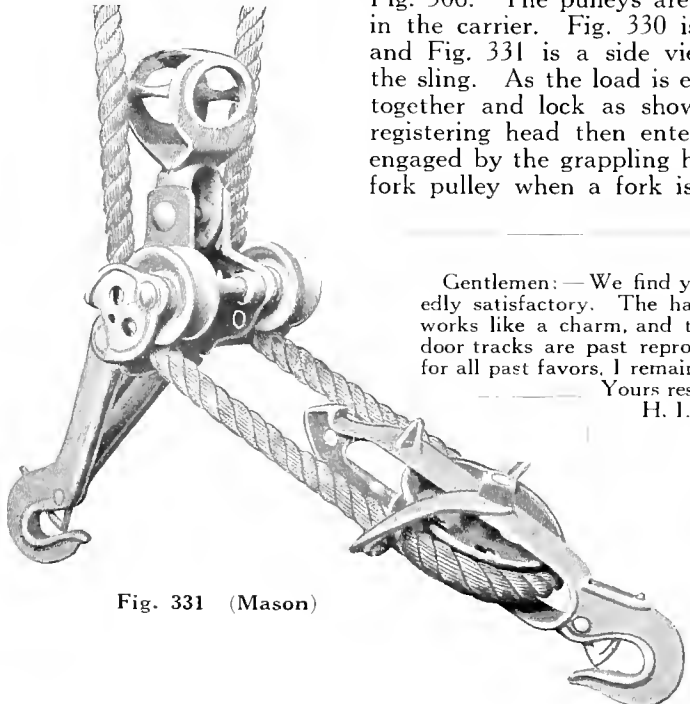 Fig. 306. The pulleys are
in the carrier. Fig. 330 is
and Fig. 331 is a side vie
the sling. As the load is e
together and lock as show
registering head then ente
engaged by the grappling h
fork pulley when a fork is
Gentlemen:—We find y
edly satisfactory. The ha
works like a charm, and t
door tracks are past repro
for all past favors, I remain
Yours res
H. I.
Fig. 331 (Mason)